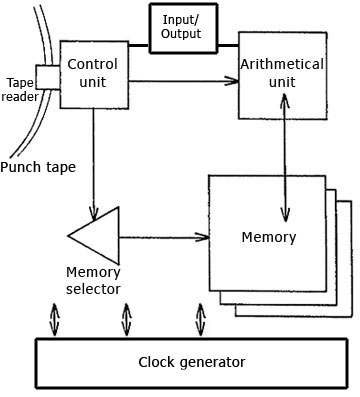 Input/
Output
Control
unit
Arithmetical
unit
Tape
reader
Punch tape
Memory
Memory
selector
Clock generator